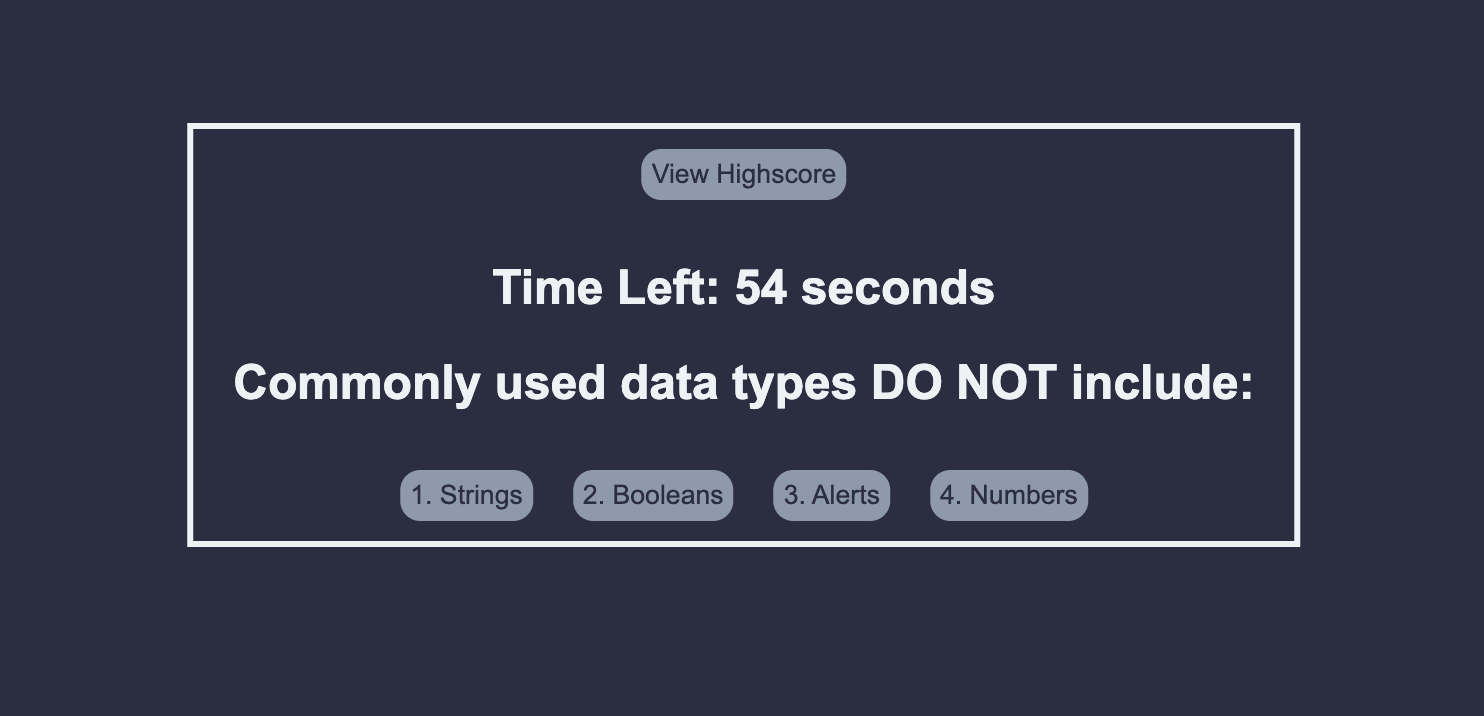 View Highscore
Time Left: 54 seconds
Commonly used data types DO NOT include:
1. Strings 2. Booleans 3. Alerts 4. Numbers